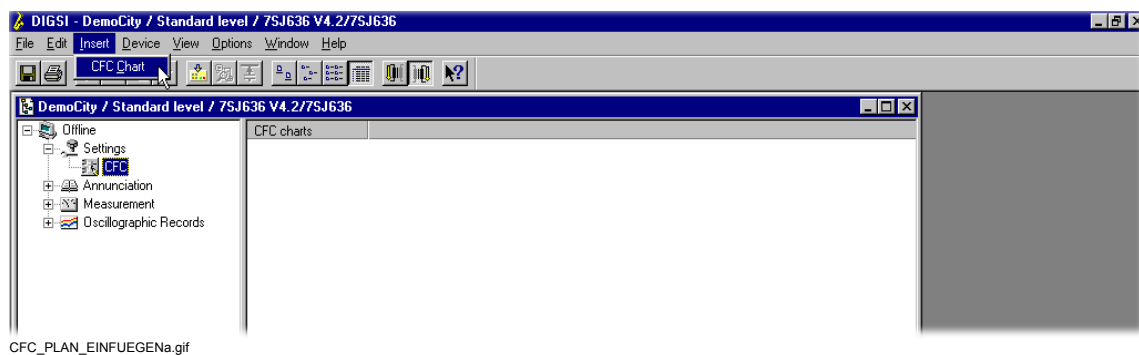 DIGSI - DemoCity / Standard level / 7SJ636 V4.2/7SJ636
File Edit Insert Device View Options Window Help
CFC Chart
DemoCity / Standard level / 7SJ636 V4.2/7SJ636
Offline
CFC charts
Settings
CFC
Annunciation
Measurement
Oscillographic Records
CFC_PLAN_EINFUEGENa.gif